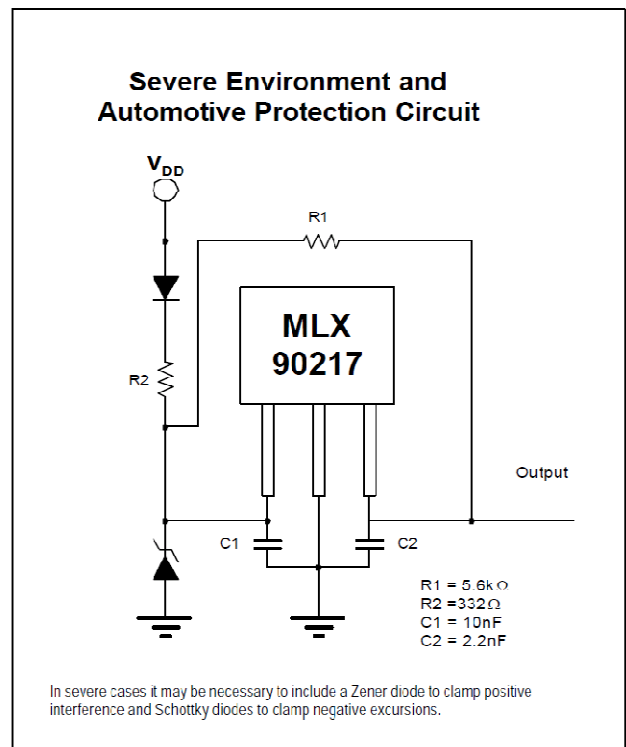 Severe Environment and
Automotive Protection Circuit
VDD
R1
MLX
90217
R2
Output
C1
C2
R1 = 5.6kΩ
R2 =332Ω
C1 = 10nF
C2 = 2.2nF
In severe cases it may be necessary to include a Zener diode to clamp positive
interference and Schottky diodes to clamp negative excursions.